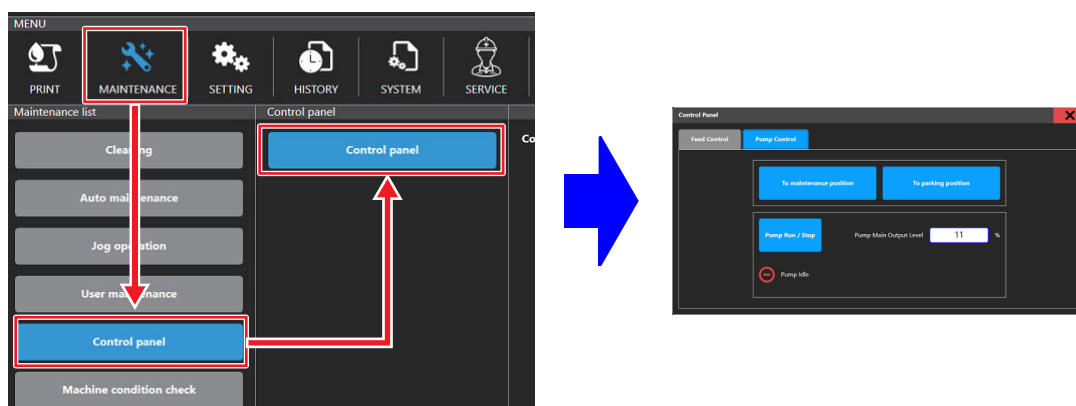 MENU
PRINT MAINTENANCE SETTING HISTORY SYSTEM SERVICE
Maintenance list Control panel
Cleaning
Control panel
Co
Auto maintenance
Jog operation
User maintenance
Control panel
Machine condition check
Control Panel X
Feed Control Pump Control
To maintenance position To parking position
Pump Run / Stop Pump Main Output Level 11 %
Pump Idle